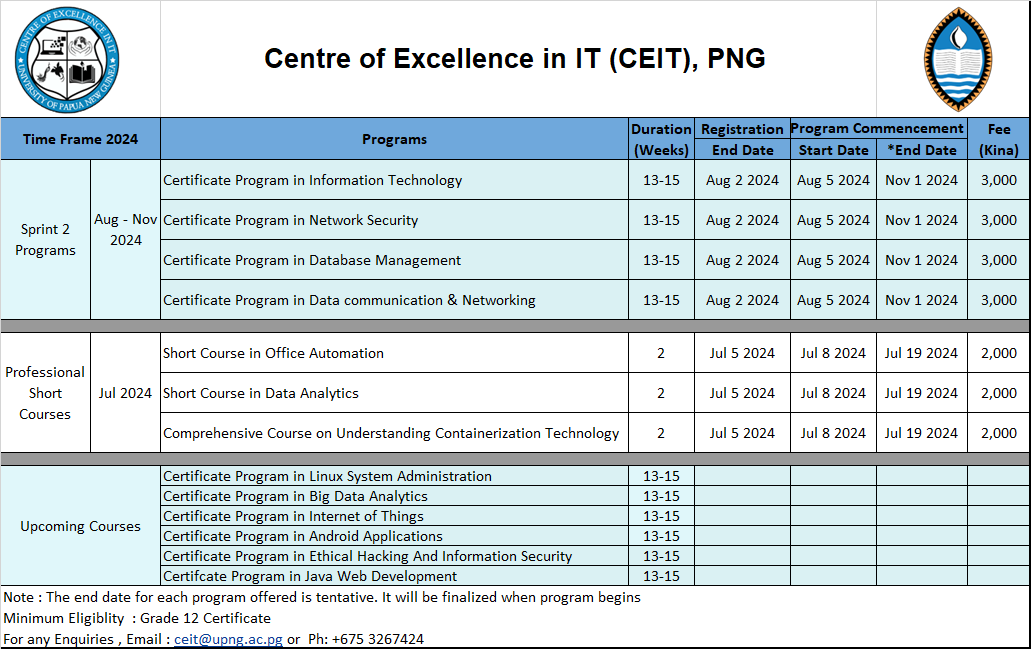 CENTRE OF EXCELLENCE IN IT
UNIVERSITY OF PAPUA NEW GUINEA
Centre of Excellence in IT (CEIT), PNG
Time Frame 2024 Programs Duration (Weeks) Registration End Date Program Commencement Start Date *End Date Fee (Kina)
Sprint 2 Programs Aug - Nov 2024
Certificate Program in Information Technology 13-15 Aug 2 2024 Aug 5 2024 Nov 1 2024 3,000
Certificate Program in Network Security 13-15 Aug 2 2024 Aug 5 2024 Nov 1 2024 3,000
Certificate Program in Database Management 13-15 Aug 2 2024 Aug 5 2024 Nov 1 2024 3,000
Certificate Program in Data communication & Networking 13-15 Aug 2 2024 Aug 5 2024 Nov 1 2024 3,000
Professional Short Courses Jul 2024
Short Course in Office Automation 2 Jul 5 2024 Jul 8 2024 Jul 19 2024 2,000
Short Course in Data Analytics 2 Jul 5 2024 Jul 8 2024 Jul 19 2024 2,000
Comprehensive Course on Understanding Containerization Technology 2 Jul 5 2024 Jul 8 2024 Jul 19 2024 2,000
Upcoming Courses
Certificate Program in Linux System Administration 13-15
Certificate Program in Big Data Analytics 13-15
Certificate Program in Internet of Things 13-15
Certificate Program in Android Applications 13-15
Certificate Program in Ethical Hacking And Information Security 13-15
Certifcate Program in Java Web Development 13-15
Note : The end date for each program offered is tentative. It will be finalized when program begins
Minimum Eligiblity : Grade 12 Certificate
For any Enquiries , Email : ceit@upng.ac.pg or Ph: +675 3267424